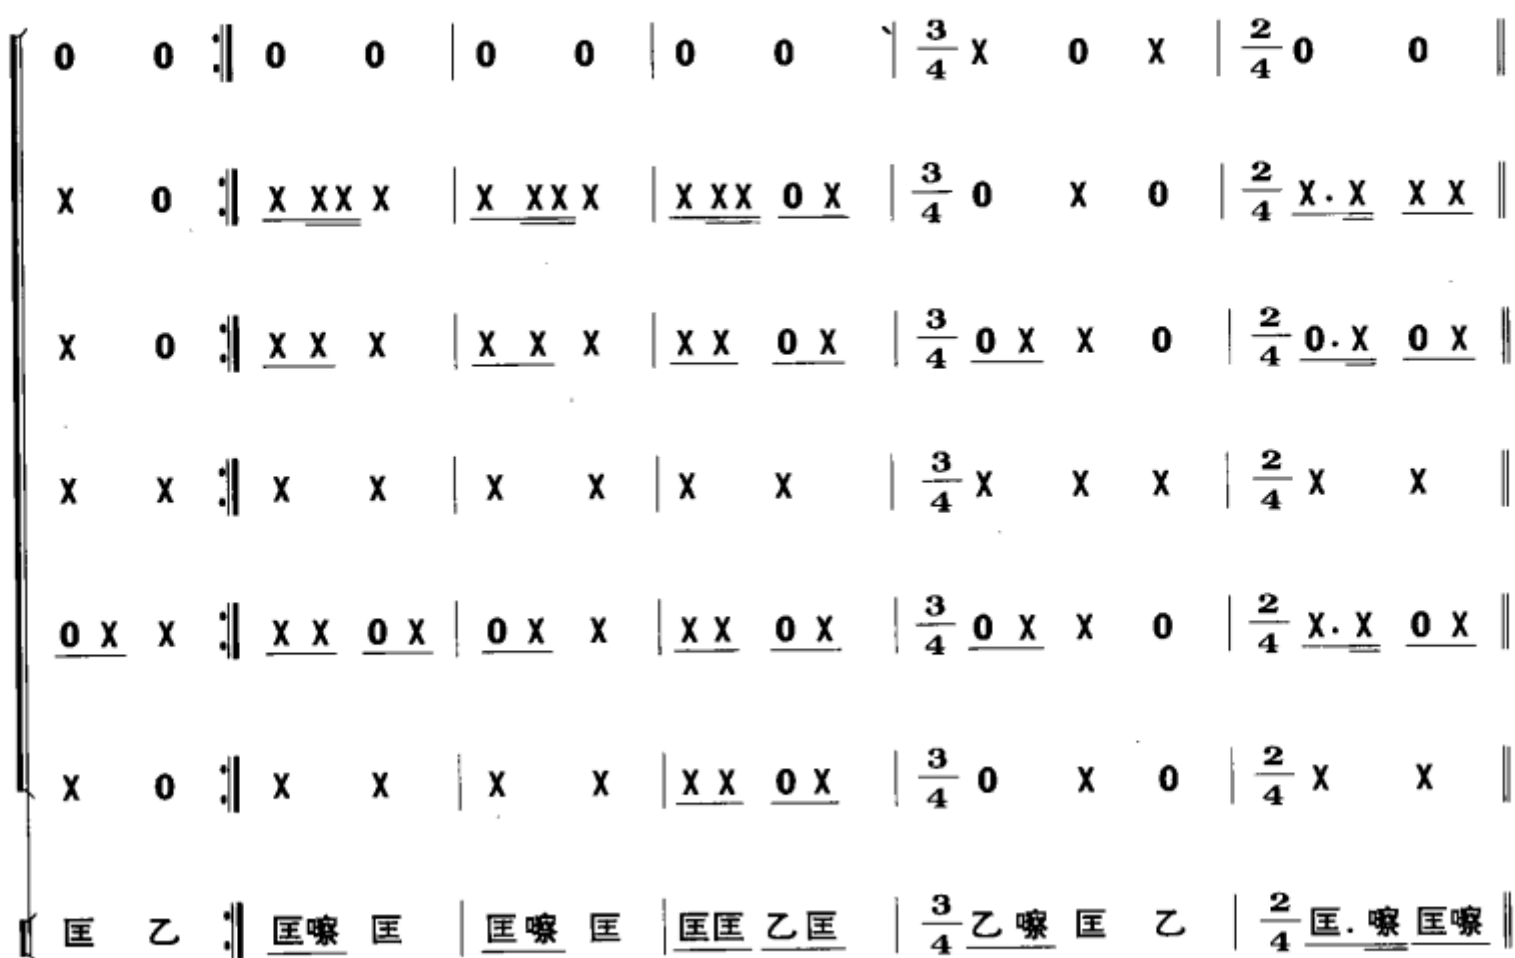 0 0 :‖ 0 0 | 0 0 | 0 0 | 3/4 X 0 X | 2/4 0 0 ‖
X 0 :‖ X XX X | X XX X | X XX 0 X | 3/4 0 X 0 | 2/4 X. X X X ‖
X 0 :‖ X X X | X X X | X X 0 X | 3/4 0 X X 0 | 2/4 0. X 0 X ‖
X X :‖ X X | X X | X X | 3/4 X X X | 2/4 X X ‖
0 X X :‖ X X 0 X | 0 X X | X X 0 X | 3/4 0 X X 0 | 2/4 X. X 0 X ‖
X 0 :‖ X X | X X | X X 0 X | 3/4 0 X 0 | 2/4 X X ‖
匡 乙 :‖ 匡嚓 匡 | 匡嚓 匡 | 匡匡 乙匡 | 3/4 乙嚓 匡 乙 | 2/4 匡. 嚓 匡嚓 ‖